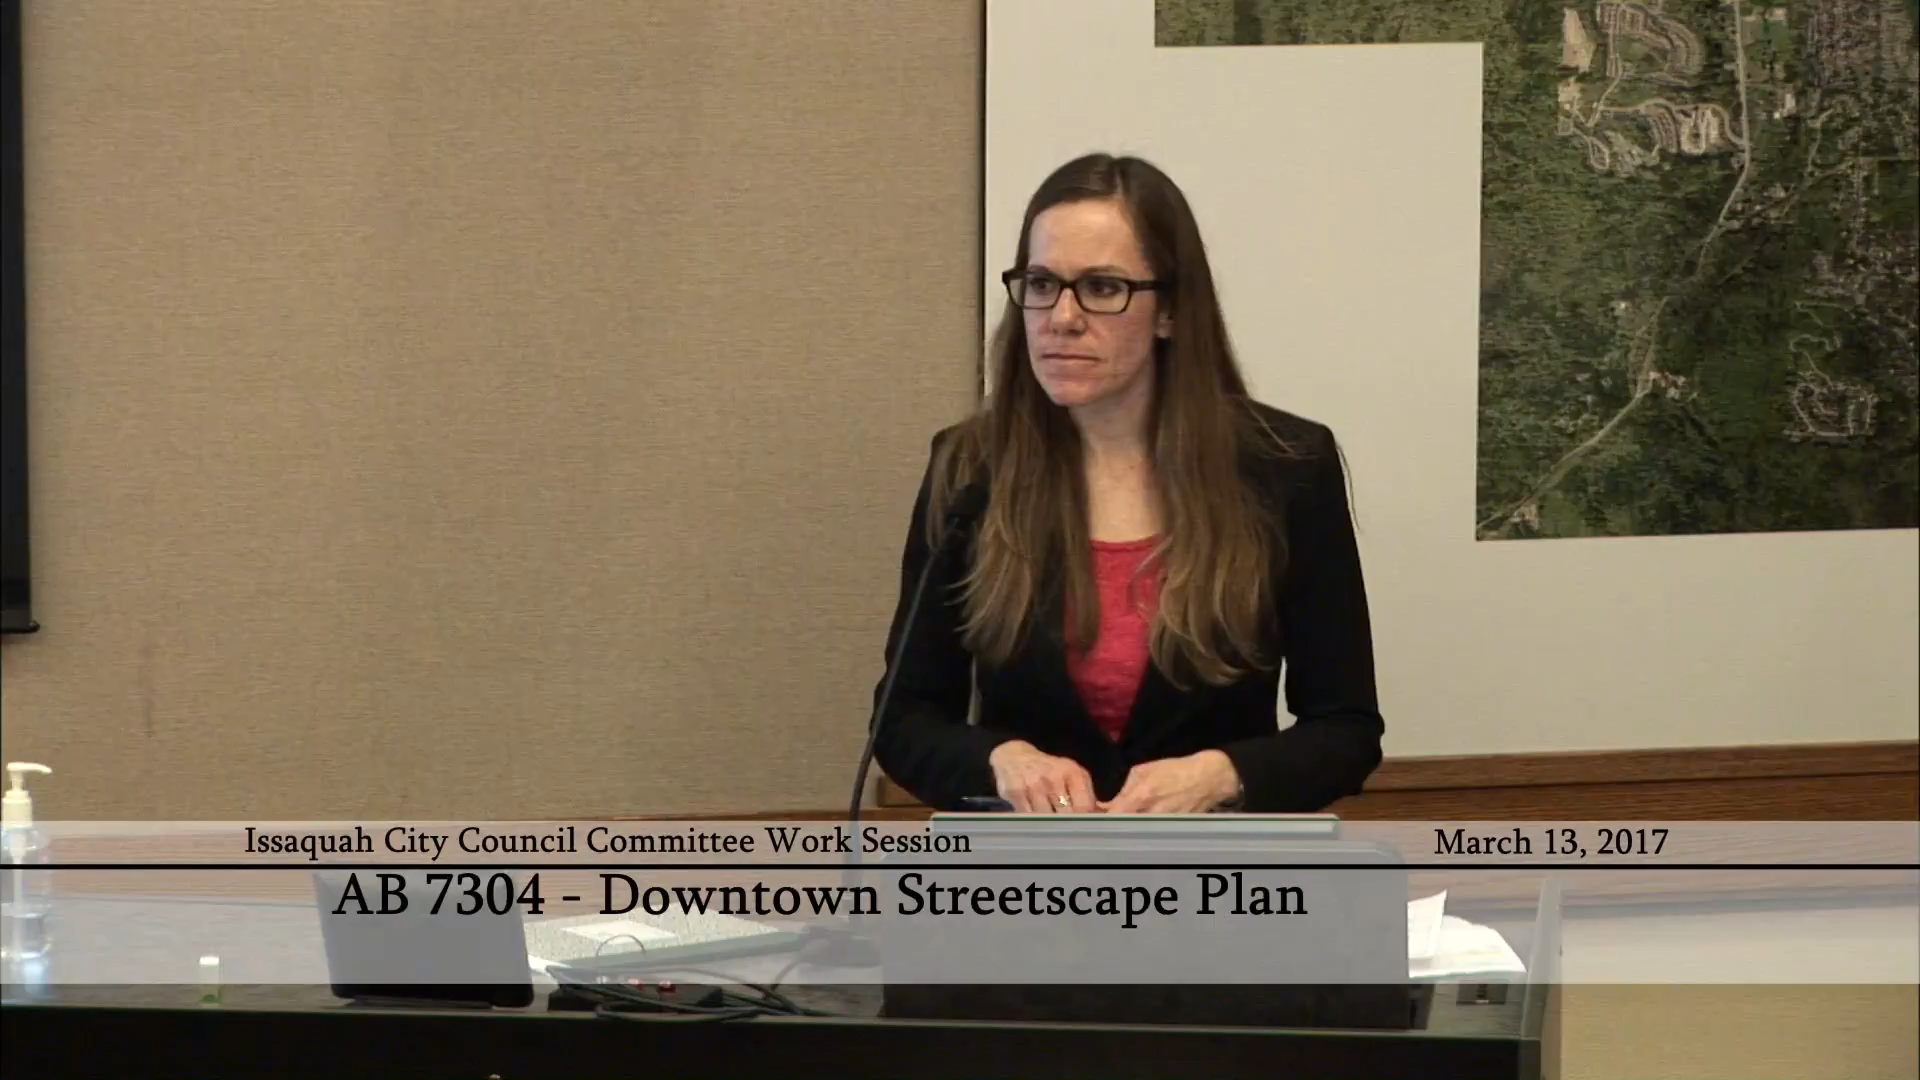 Issaquah City Council Committee Work Session
March 13, 2017
AB 7304 - Downtown Streetscape Plan